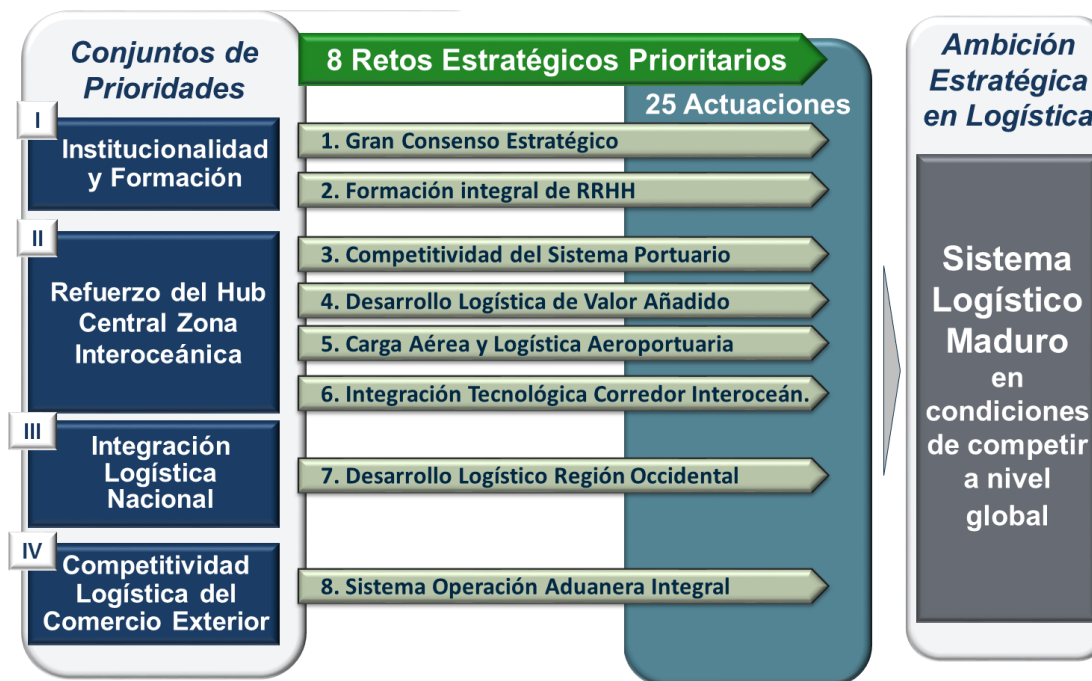 Conjuntos de
Prioridades
8 Retos Estratégicos Prioritarios
25 Actuaciones
I
Institucionalidad
y Formación
1. Gran Consenso Estratégico
2. Formación integral de RRHH
II
Refuerzo del Hub
Central Zona
Interoceánica
3. Competitividad del Sistema Portuario
4. Desarrollo Logística de Valor Añadido
5. Carga Aérea y Logística Aeroportuaria
6. Integración Tecnológica Corredor Interoceán.
III
Integración
Logística
Nacional
7. Desarrollo Logístico Región Occidental
IV
Competitividad
Logística del
Comercio Exterior
8. Sistema Operación Aduanera Integral
Ambición
Estratégica
en Logística
Sistema
Logístico
Maduro
en
condiciones
de competir
a nivel
global